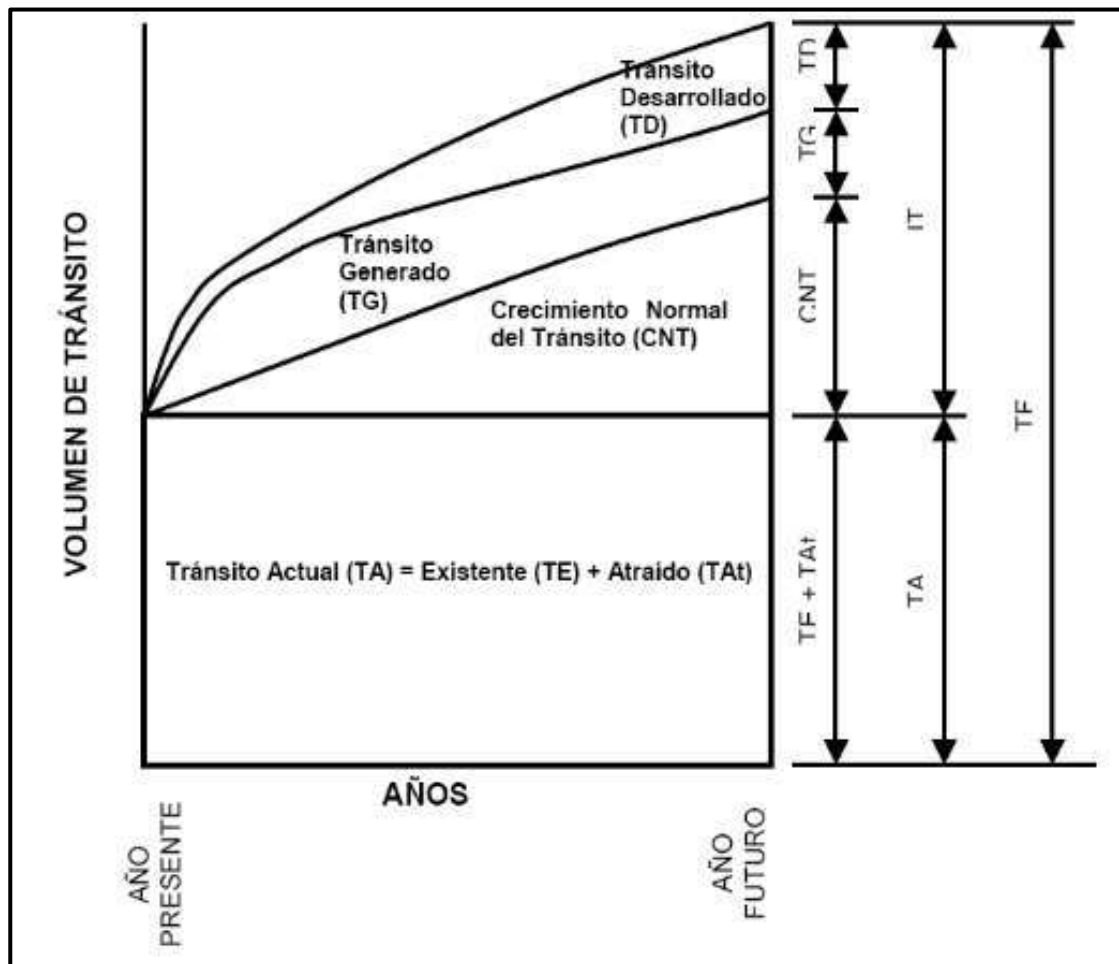 Tránsito
Desarrollado
(TD)
Tránsito
Generado
(TG)
Crecimiento Normal
del Tránsito (CNT)
Tránsito Actual (TA) = Existente (TE) + Atraido (TAt)
VOLUMEN DE TRÁNSITO
AÑOS
AÑO
PRESENTE
AÑO
FUTURO
TD
TG
CNT
IT
TF
TE + TAt
TA